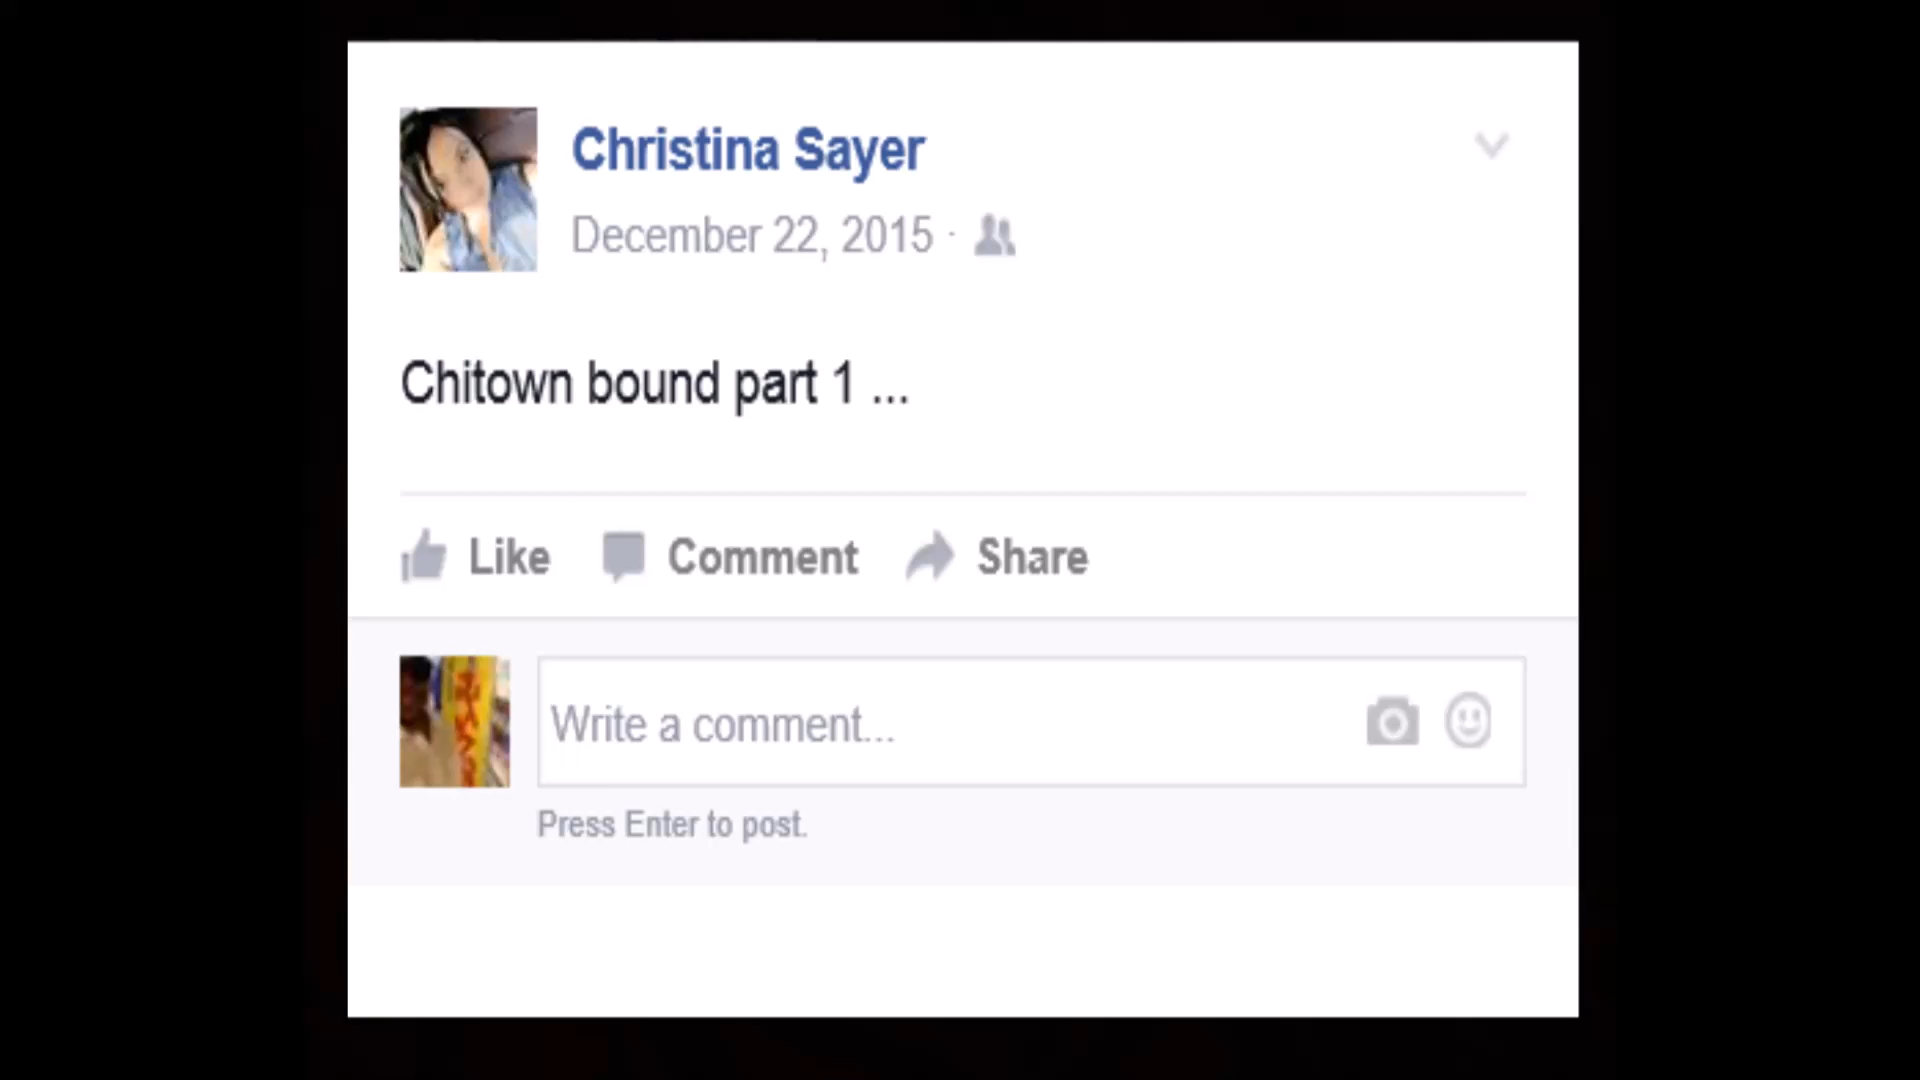 Christina Sayer
December 22, 2015 ·
Chitown bound part 1 ...
Like Comment Share
Write a comment...
Press Enter to post.